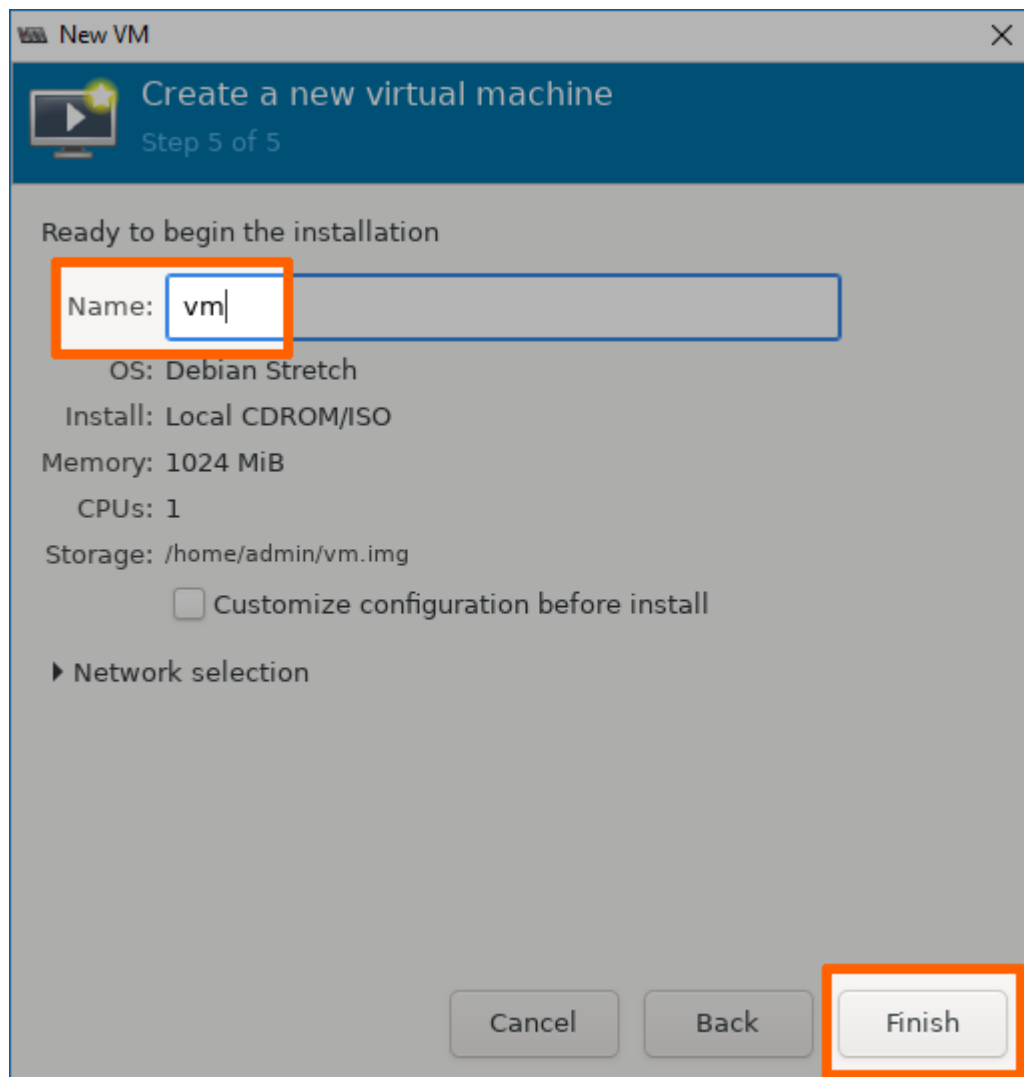 New VM
Create a new virtual machine
Step 5 of 5
Ready to begin the installation
Name: vm
OS: Debian Stretch
Install: Local CDROM/ISO
Memory: 1024 MiB
CPUs: 1
Storage: /home/admin/vm.img
Customize configuration before install
Network selection
Cancel Back Finish